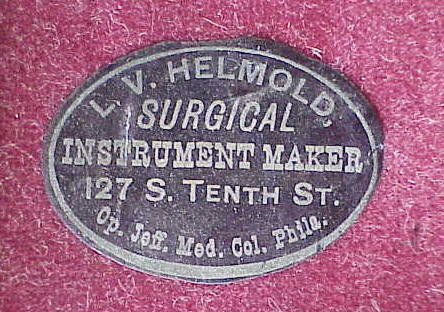 L. V. HELMOLD,
SURGICAL
INSTRUMENT MAKER
127 S. TENTH ST.
Op. Jeff. Med. Col. Phila.